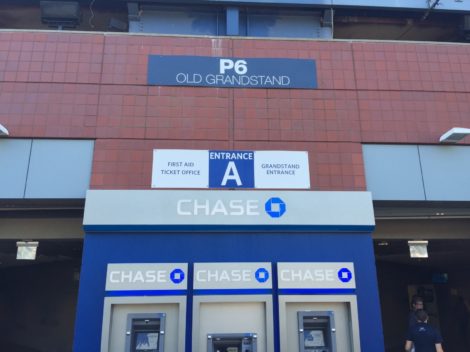 P6
OLD GRANDSTAND
FIRST AID
TICKET OFFICE
ENTRANCE
A
GRANDSTAND
ENTRANCE
CHASE
CHASE
CHASE
CHASE